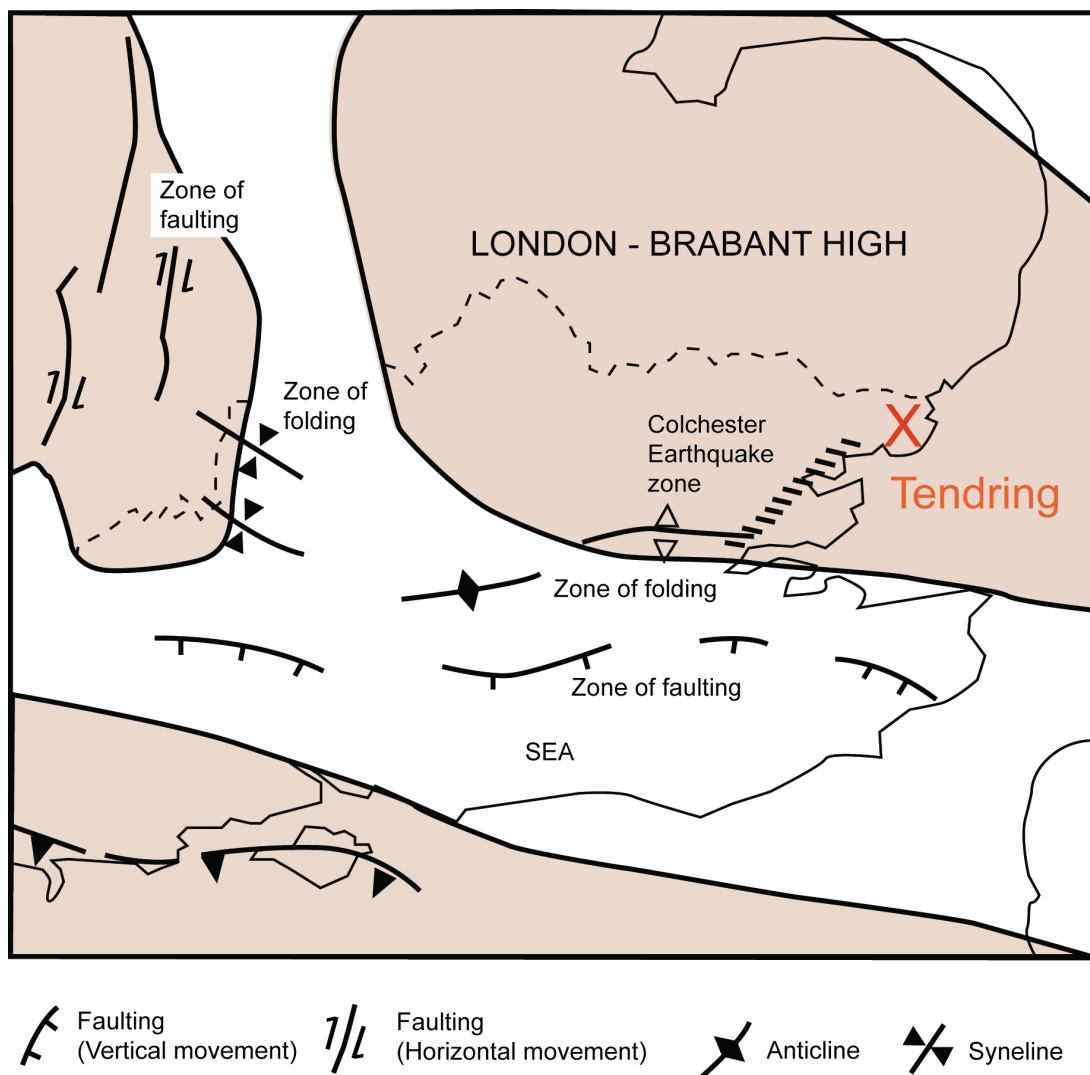 Zone of
faulting
LONDON - BRABANT HIGH
Zone of
folding
Colchester
Earthquake
zone
X
Tendring
Zone of folding
Zone of faulting
SEA
Faulting
(Vertical movement)
Faulting
(Horizontal movement)
Anticline
Syneline